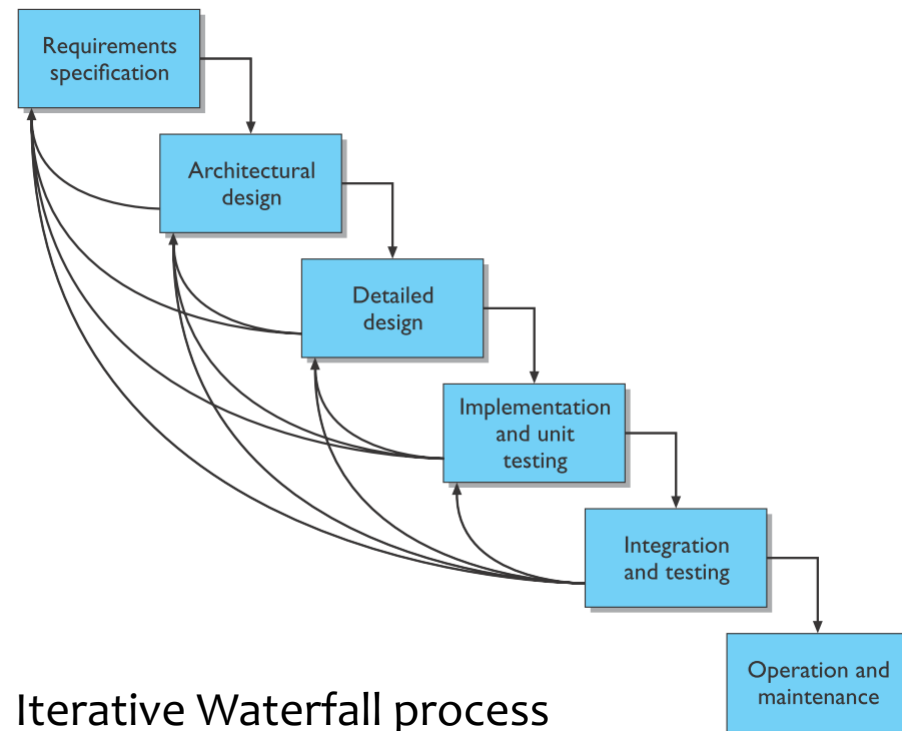 Requirements
specification
Architectural
design
Detailed
design
Implementation
and unit
testing
Integration
and testing
Operation and
maintenance
Iterative Waterfall process